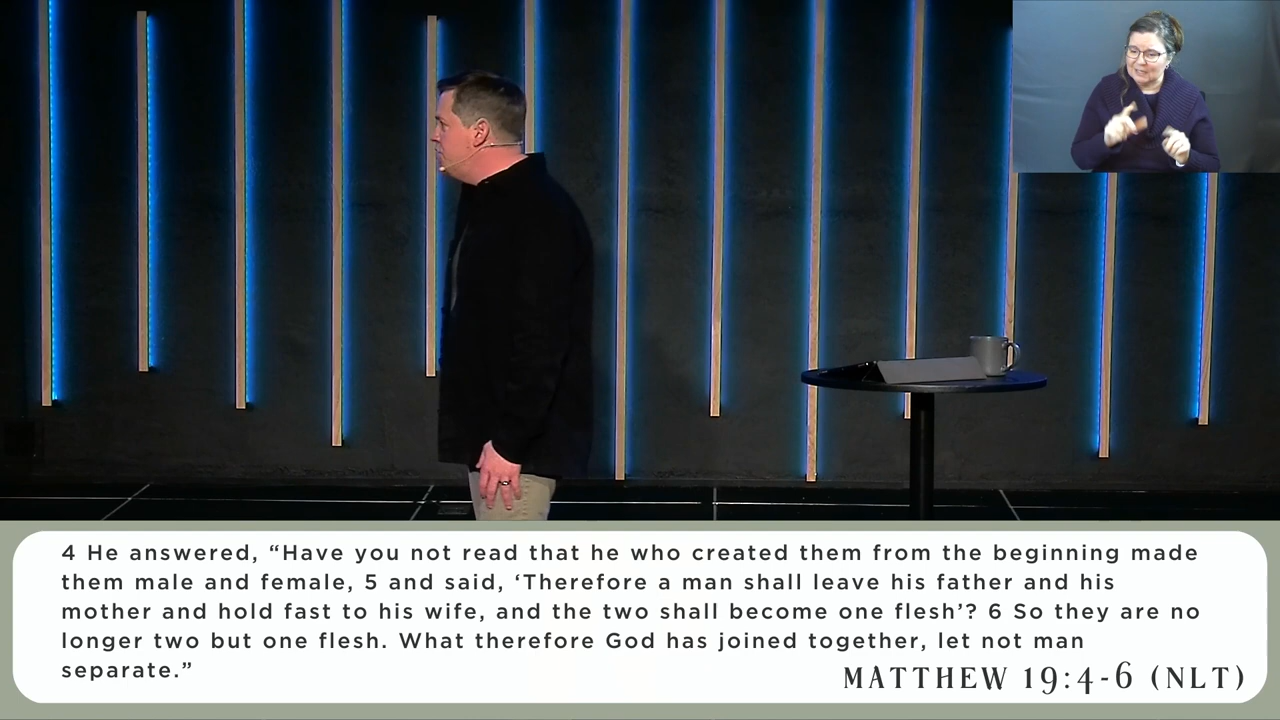 4 He answered, “Have you not read that he who created them from the beginning made
them male and female, 5 and said, ‘Therefore a man shall leave his father and his
mother and hold fast to his wife, and the two shall become one flesh’? 6 So they are no
longer two but one flesh. What therefore God has joined together, let not man
separate.”
MATTHEW 19:4-6 (NLT)